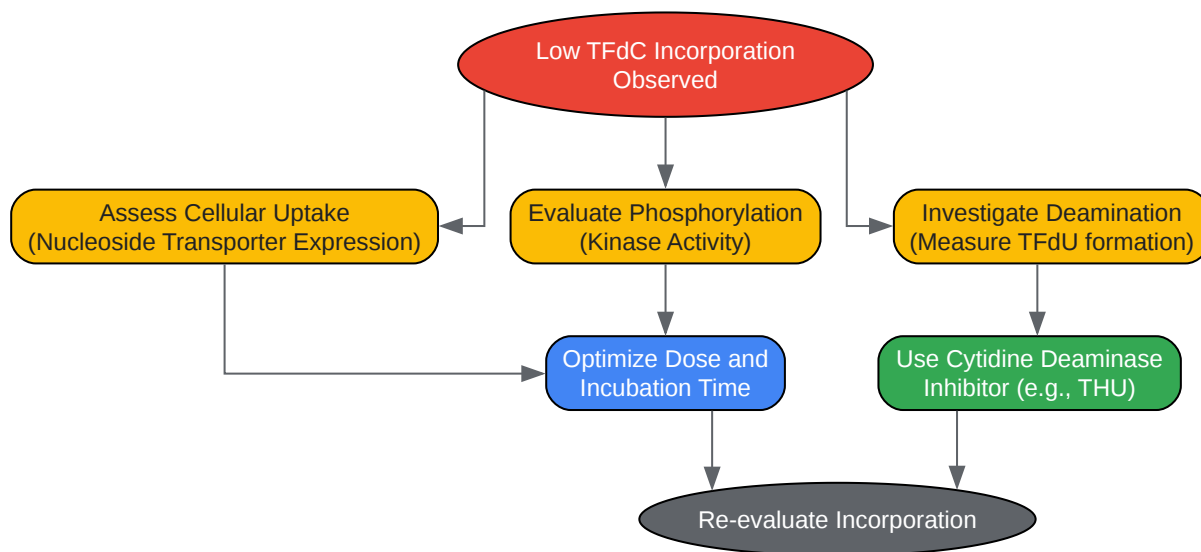 Low TFdC Incorporation
Observed
Assess Cellular Uptake
(Nucleoside Transporter Expression)
Evaluate Phosphorylation
(Kinase Activity)
Investigate Deamination
(Measure TFdU formation)
Optimize Dose and
Incubation Time
Use Cytidine Deaminase
Inhibitor (e.g., THU)
Re-evaluate Incorporation